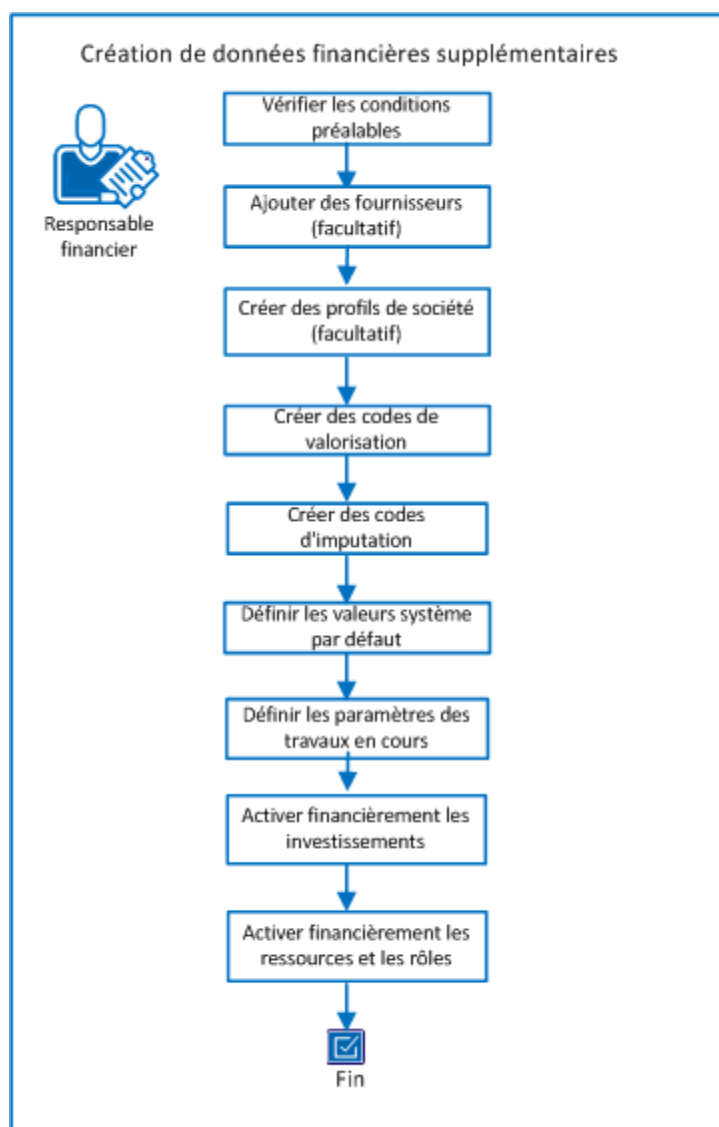 Création de données financières supplémentaires
Responsable
financier
Vérifier les conditions
préalables
Ajouter des fournisseurs
(facultatif)
Créer des profils de société
(facultatif)
Créer des codes de
valorisation
Créer des codes
d'imputation
Définir les valeurs système
par défaut
Définir les paramètres des
travaux en cours
Activer financièrement les
investissements
Activer financièrement les
ressources et les rôles
Fin